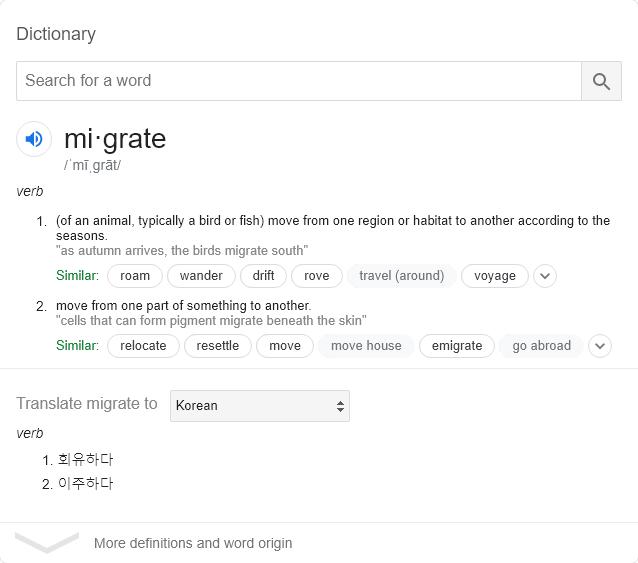 Dictionary
Search for a word
mi·grate
/ˈmīˌɡrāt/
verb
1. (of an animal, typically a bird or fish) move from one region or habitat to another according to the
seasons.
"as autumn arrives, the birds migrate south"
Similar: roam wander drift rove travel (around) voyage
2. move from one part of something to another.
"cells that can form pigment migrate beneath the skin"
Similar: relocate resettle move move house emigrate go abroad
Translate migrate to Korean
verb
1. 회유하다
2. 이주하다
More definitions and word origin